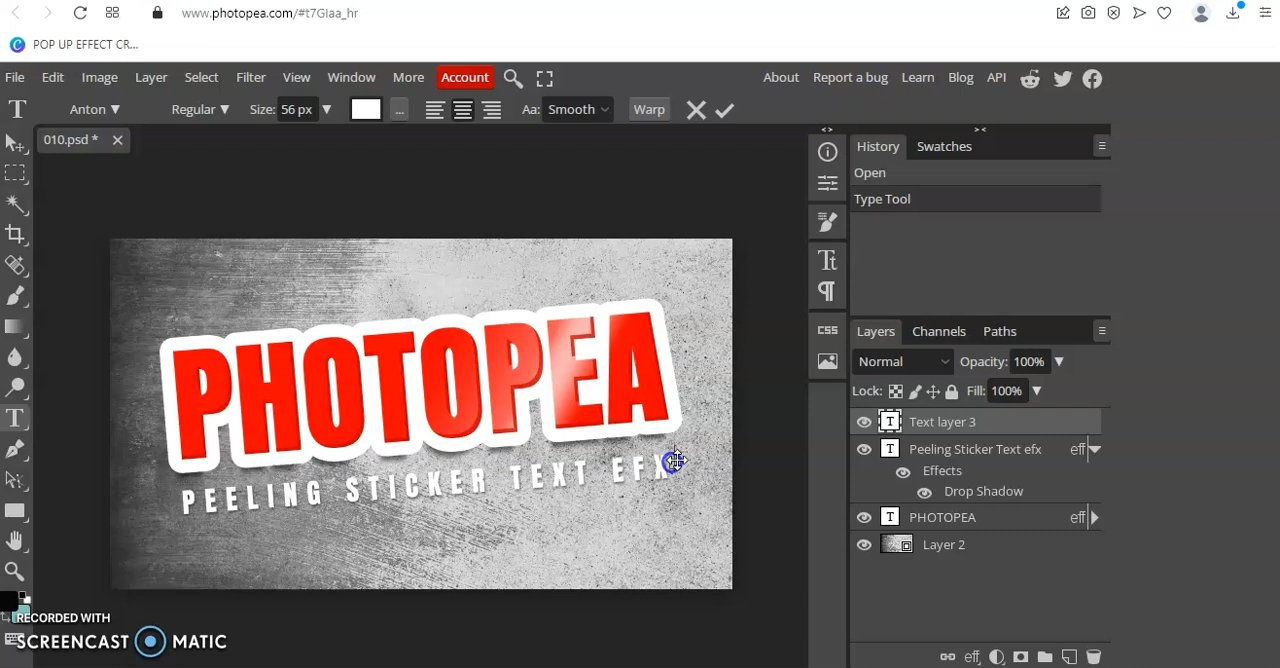 www.photopea.com/#t7GIaa_hr
POP UP EFFECT CR...
File Edit Image Layer Select Filter View Window More Account About Report a bug Learn Blog API
T Anton Regular Size: 56 px ... Aa: Smooth Warp
010.psd *
History Swatches
Open
Type Tool
PHOTOPEA
PEELING STICKER TEXT EFX
CSS
Layers Channels Paths
Normal Opacity: 100%
Lock: Fill: 100%
T Text layer 3
T Peeling Sticker Text efx eff
Effects
Drop Shadow
T PHOTOPEA eff
Layer 2
eff
RECORDED WITH
SCREENCAST MATIC